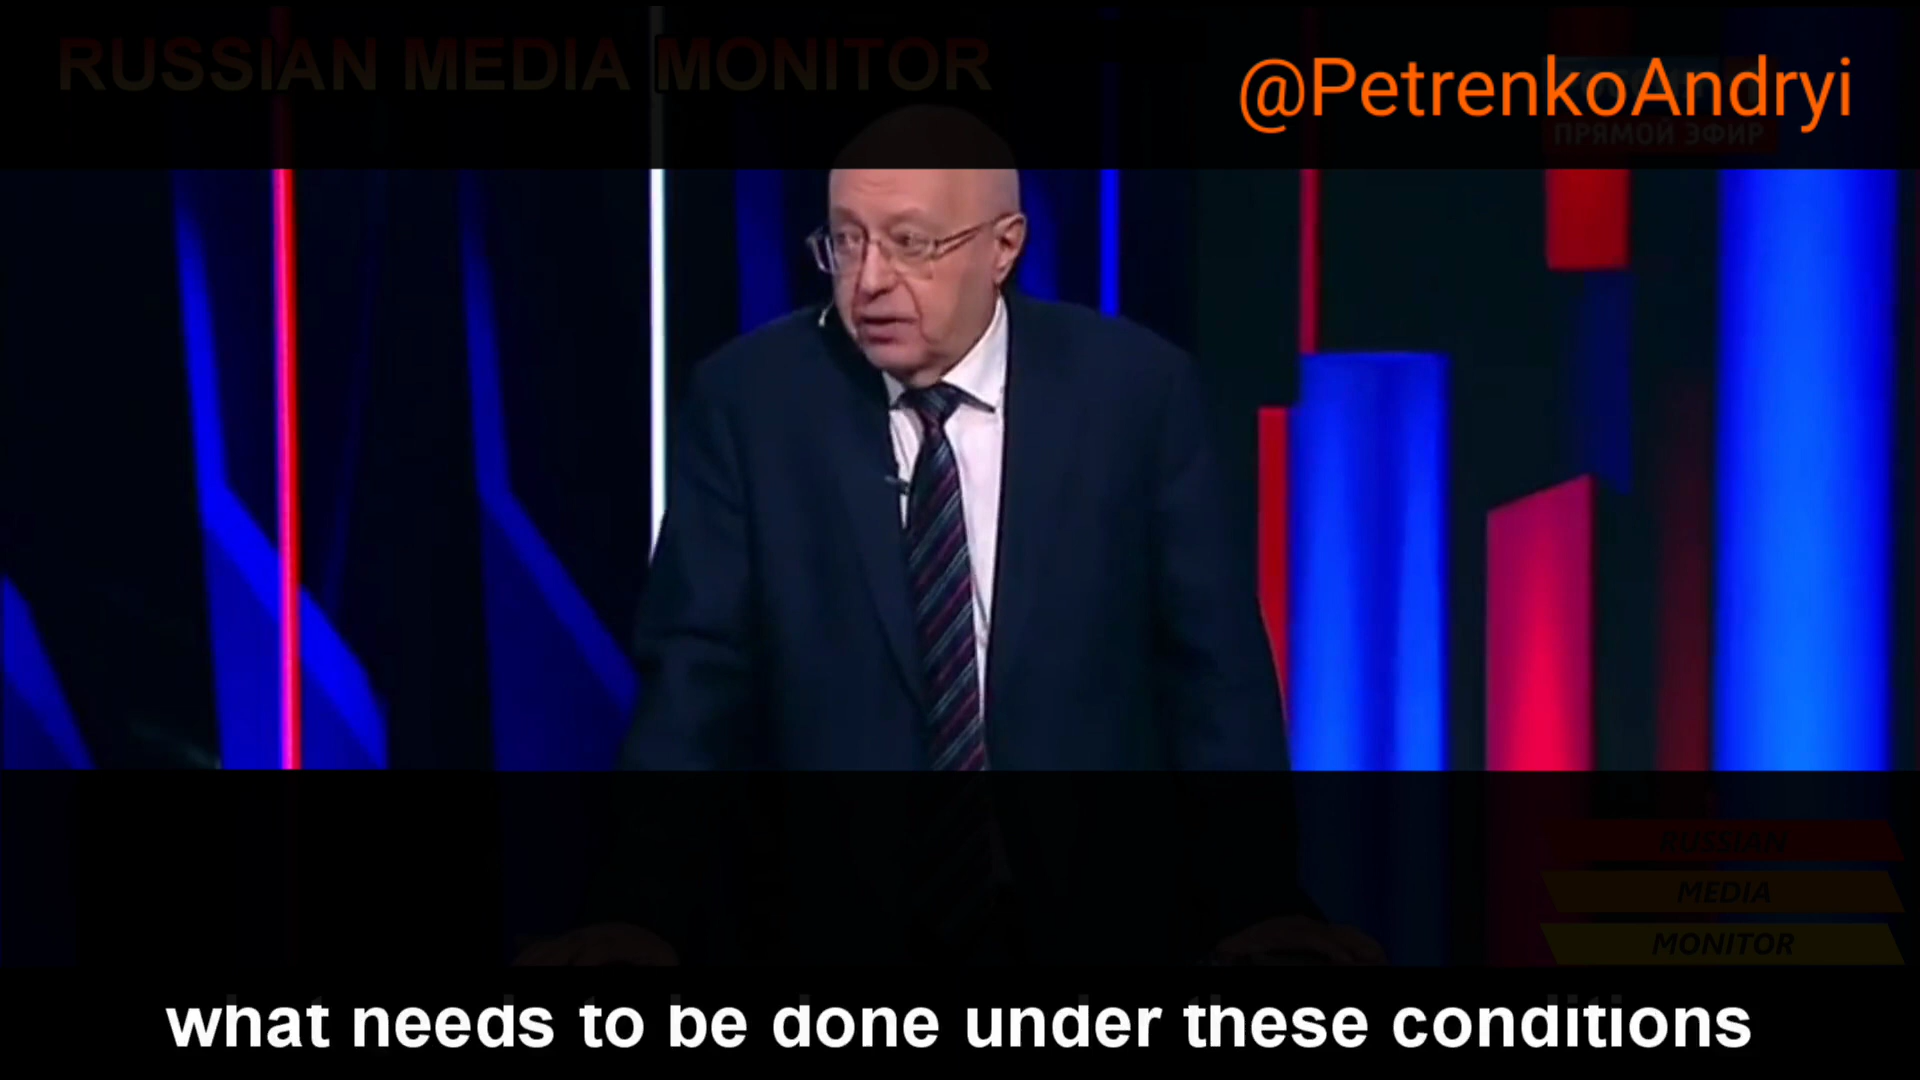 RUSSIAN MEDIA MONITOR
@PetrenkoAndryi
ПРЯМОЙ ЭФИР
RUSSIAN
MEDIA
MONITOR
what needs to be done under these conditions